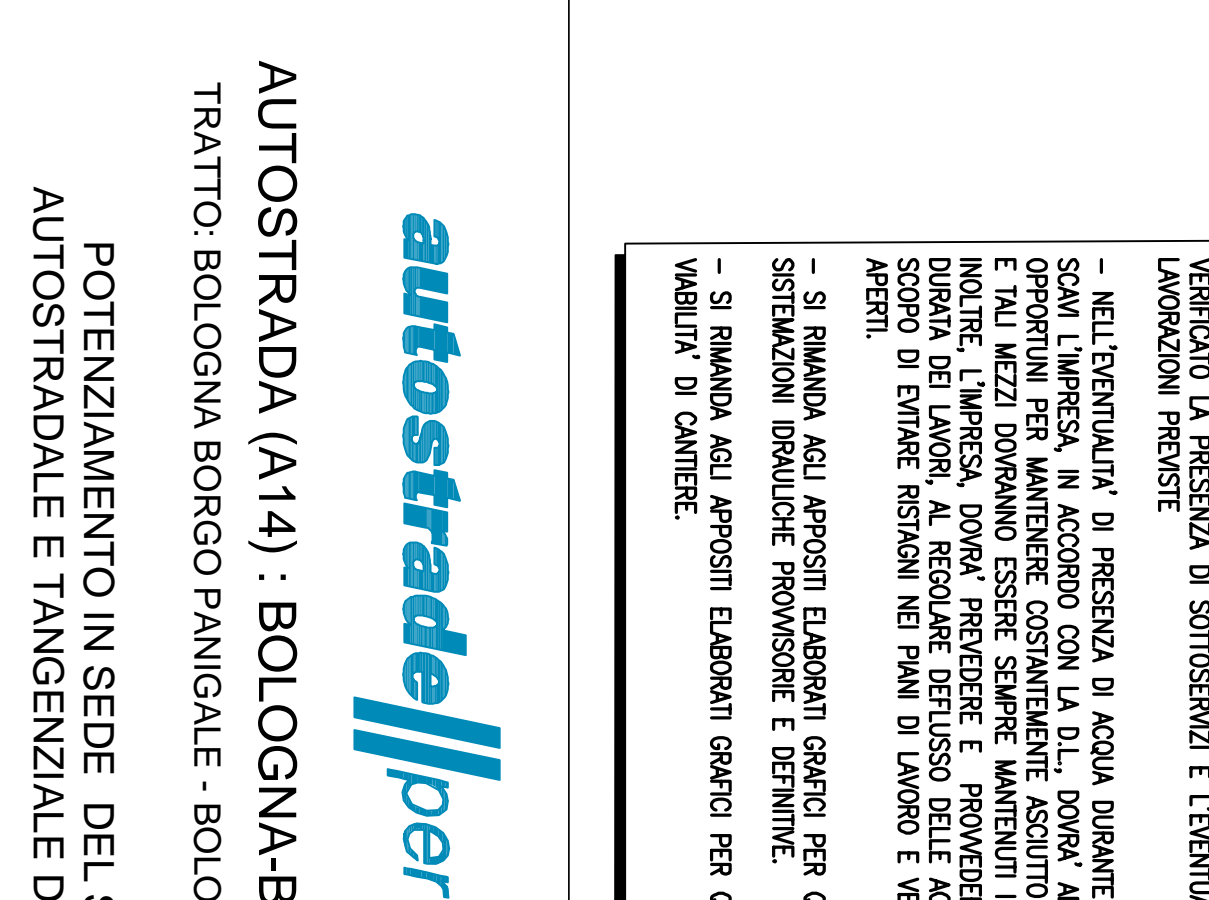 VERIFICATO LA PRESENZA DI SOTTOSERVIZI E L'EVENTUA
LAVORAZIONI PREVISTE
– NELL'EVENTUALITA' DI PRESENZA DI ACQUA DURANTE
SCAVI L'IMPRESA, IN ACCORDO CON LA D.L., DOVRA'
OPPORTUNI PER MANTENERE COSTANTEMENTE ASCIUTTO
E TALI MEZZI DOVRANNO ESSERE SEMPRE MANTENUTI I
INOLTRE, L'IMPRESA, DOVRA' PREVEDERE E PROVVEDE
DURATA DEI LAVORI, AL REGOLARE DEFLUSSO DELLE AC
SCOPO DI EVITARE RISTAGNI NEI PIANI DI LAVORO E VE
APERTI.
– SI RIMANDA AGLI APPOSITI ELABORATI GRAFICI PER
SISTEMAZIONI IDRAULICHE PROVVISORIE E DEFINITIVE.
– SI RIMANDA AGLI APPOSITI ELABORATI GRAFICI PER
VIABILITA' DI CANTIERE.
autostrade per
AUTOSTRADA (A14) : BOLOGNA-B
TRATTO: BOLOGNA BORGO PANIGALE - BOLO
POTENZIAMENTO IN SEDE DEL S
AUTOSTRADALE E TANGENZIALE D